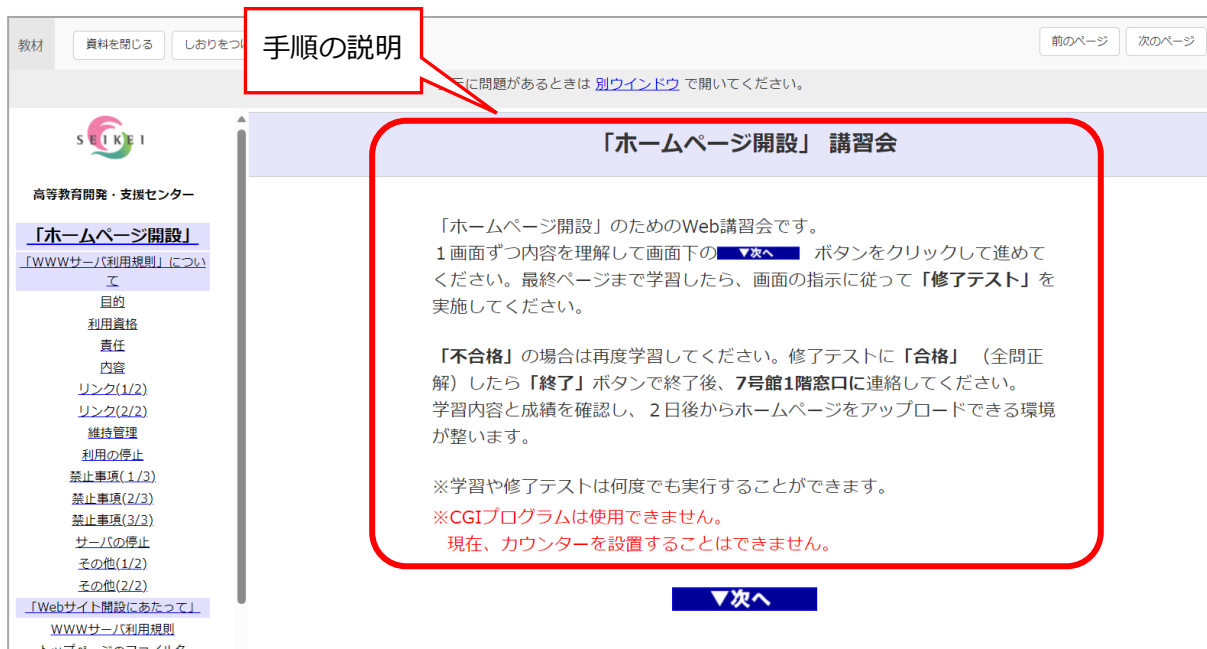 教材
資料を閉じる
しおりをつ
手順の説明
前のページ
次のページ
に問題があるときは 別ウインドウ で開いてください。
SEIKEI
高等教育開発・支援センター
「ホームページ開設」
「WWWサーバ利用規則」につい
て
目的
利用資格
責任
内容
リンク(1/2)
リンク(2/2)
維持管理
利用の停止
禁止事項(1/3)
禁止事項(2/3)
禁止事項(3/3)
サーバの停止
その他(1/2)
その他(2/2)
「Webサイト開設にあたって」
WWWサーバ利用規則
「ホームページ開設」 講習会
「ホームページ開設」のためのWeb講習会です。
１画面ずつ内容を理解して画面下の ▼次へ ボタンをクリックして進めて
ください。最終ページまで学習したら、画面の指示に従って「修了テスト」を
実施してください。
「不合格」の場合は再度学習してください。修了テストに「合格」 （全問正
解）したら「終了」ボタンで終了後、7号館1階窓口に連絡してください。
学習内容と成績を確認し、２日後からホームページをアップロードできる環境
が整います。
※学習や修了テストは何度でも実行することができます。
※CGIプログラムは使用できません。
現在、カウンターを設置することはできません。
▼次へ